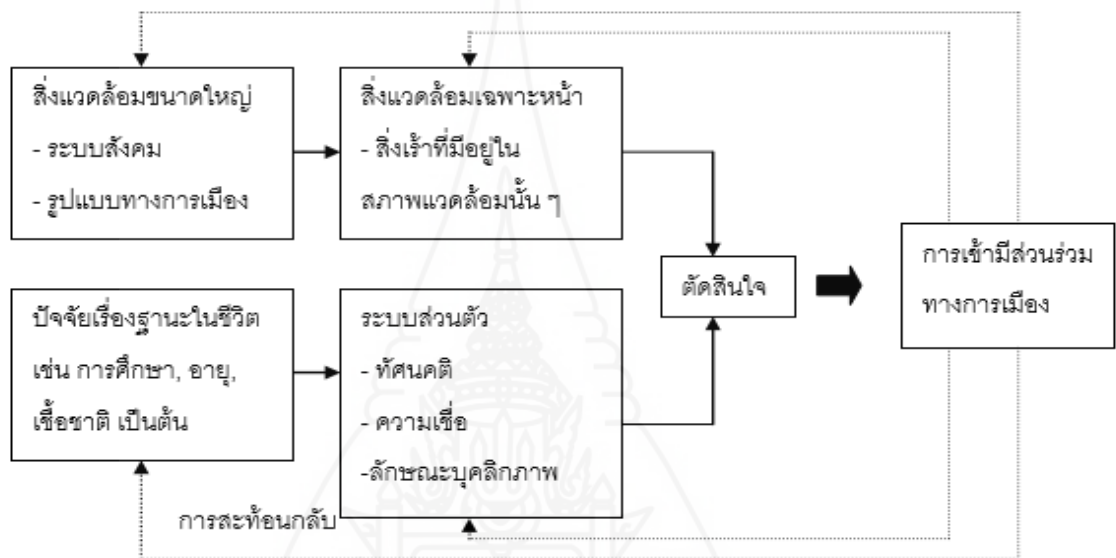 สิ่งแวดล้อมขนาดใหญ่
- ระบบสังคม
- รูปแบบทางการเมือง
สิ่งแวดล้อมเฉพาะหน้า
- สิ่งเร้าที่มีอยู่ใน
สภาพแวดล้อมนั้น ๆ
ปัจจัยเรื่องฐานะในชีวิต
เช่น การศึกษา, อายุ,
เชื้อชาติ เป็นต้น
ระบบส่วนตัว
- ทัศนคติ
- ความเชื่อ
-ลักษณะบุคลิกภาพ
ตัดสินใจ
การเข้ามีส่วนร่วม
ทางการเมือง
การสะท้อนกลับ